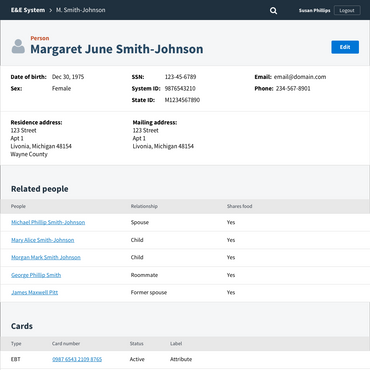 E&E System > M. Smith-Johnson Susan Phillips Logout
Person
Margaret June Smith-Johnson
Edit
Date of birth: Dec 30, 1975 SSN: 123-45-6789 Email: email@domain.com
Sex: Female System ID: 9876543210 Phone: 234-567-8901
State ID: M1234567890
Residence address: Mailing address:
123 Street 123 Street
Apt 1 Apt 1
Livonia, Michigan 48154 Livonia, Michigan 48154
Wayne County
Related people
People Relationship Shares food
Michael Phillip Smith-Johnson Spouse Yes
Mary Alice Smith-Johnson Child Yes
Morgan Mark Smith Johnson Child Yes
George Phillip Smith Roommate Yes
James Maxwell Pitt Former spouse Yes
Cards
Type Card number Status Label
EBT 0987 6543 2109 8765 Active Attribute